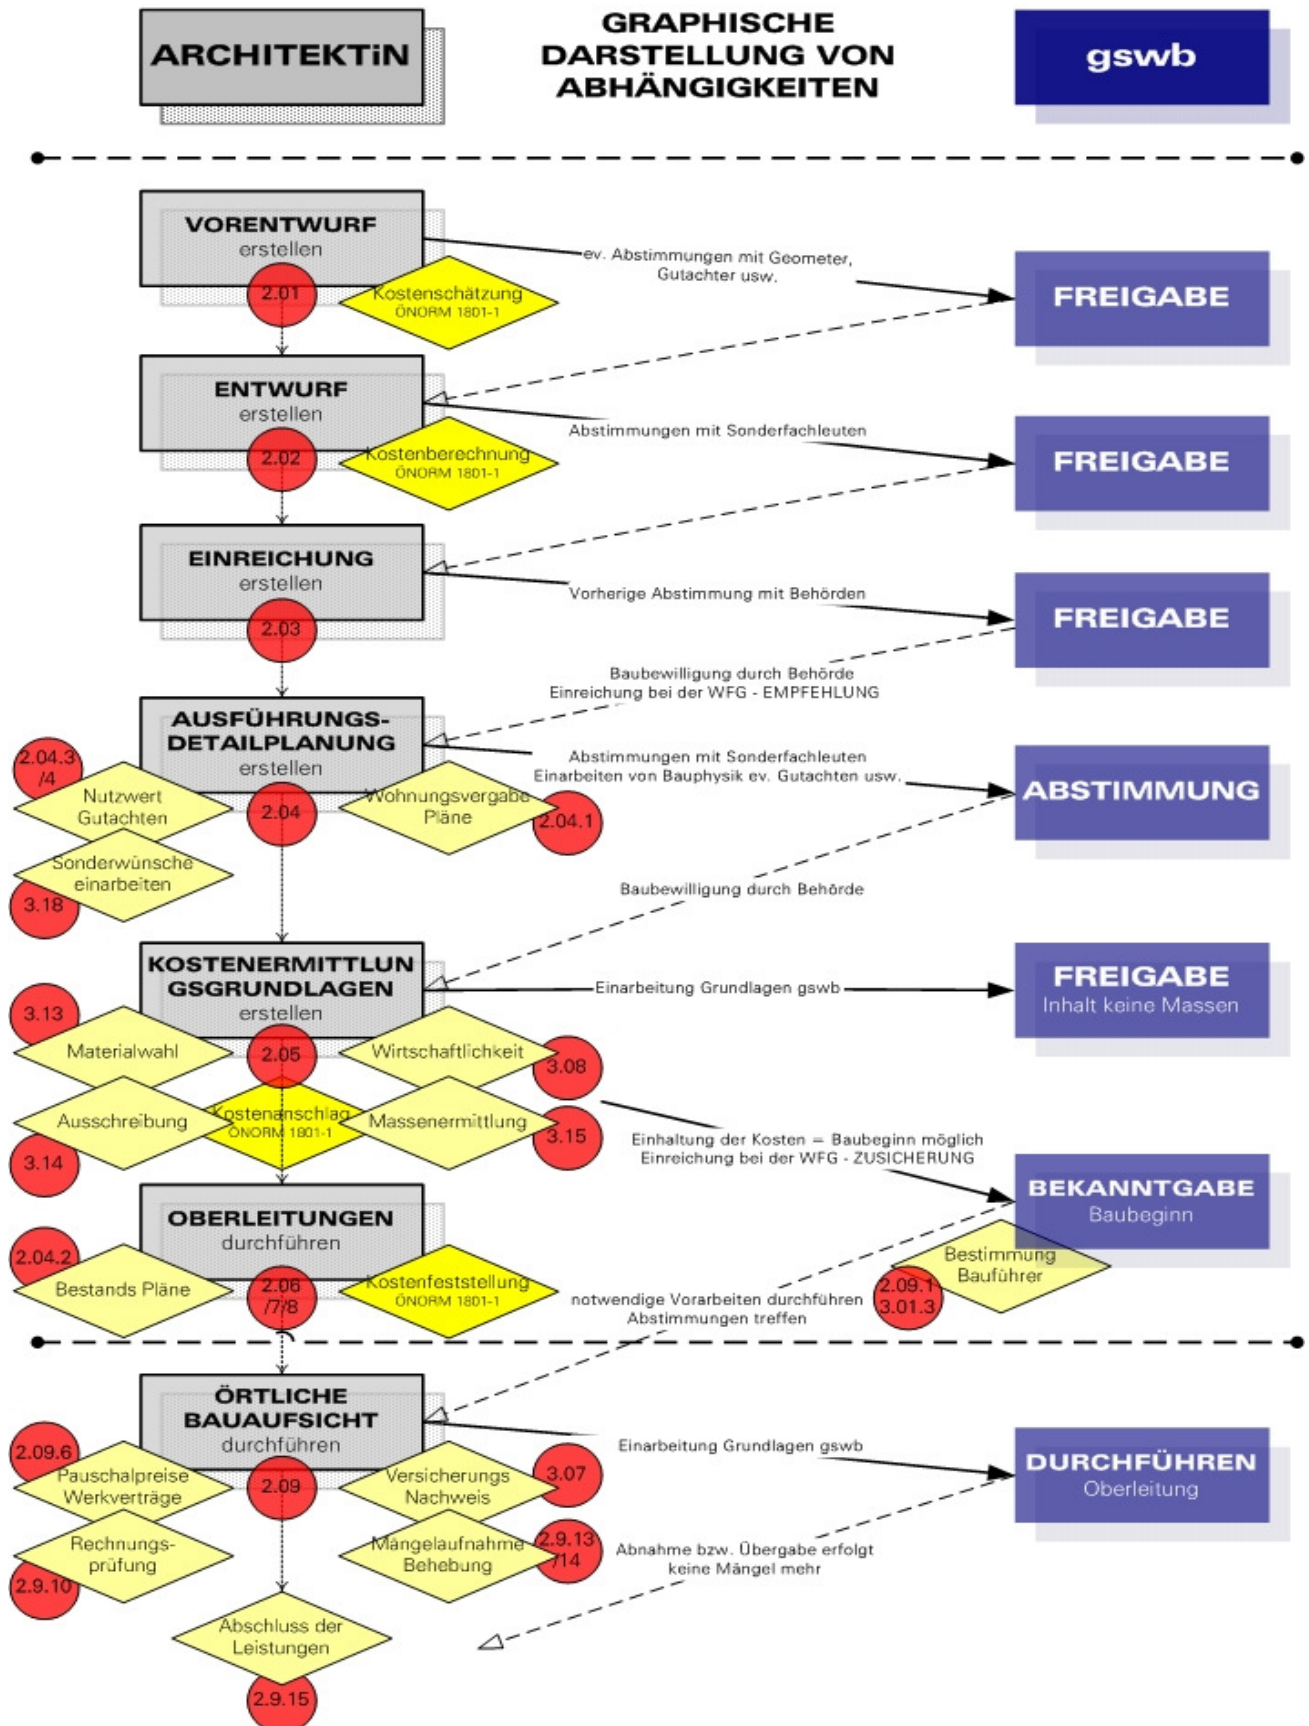 ARCHITEKTiN
GRAPHISCHE
DARSTELLUNG VON
ABHÄNGIGKEITEN
gswb
VORENTWURF
erstellen
2.01
Kostenschätzung
ÖNORM 1801-1
ev. Abstimmungen mit Geometer,
Gutachter usw.
FREIGABE
ENTWURF
erstellen
2.02
Kostenberechnung
ÖNORM 1801-1
Abstimmungen mit Sonderfachleuten
FREIGABE
EINREICHUNG
erstellen
2.03
Vorherige Abstimmung mit Behörden
FREIGABE
Baubewilligung durch Behörde
Einreichung bei der WFG - EMPFEHLUNG
AUSFÜHRUNGS-
DETAILPLANUNG
erstellen
2.04.3
/4
Nutzwert
Gutachten
2.04
Wohnungsvergabe
Pläne
2.04.1
Abstimmungen mit Sonderfachleuten
Einarbeiten von Bauphysik ev. Gutachten usw.
ABSTIMMUNG
Sonderwünsche
einarbeiten
3.18
Baubewilligung durch Behörde
KOSTENERMITTLUN
GSGRUNDLAGEN
erstellen
Einarbeitung Grundlagen gswb
FREIGABE
Inhalt keine Massen
3.13
Materialwahl
2.05
Wirtschaftlichkeit
3.08
Ausschreibung
3.14
Kostenanschlag
ÖNORM 1801-1
Massenermittlung
3.15
Einhaltung der Kosten = Baubeginn möglich
Einreichung bei der WFG - ZUSICHERUNG
BEKANNTGABE
Baubeginn
OBERLEITUNGEN
durchführen
2.04.2
Bestands Pläne
2.06
/7/8
Kostenfeststellung
ÖNORM 1801-1
Bestimmung
Bauführer
2.09.1
3.01.3
notwendige Vorarbeiten durchführen
Abstimmungen treffen
ÖRTLICHE
BAUAUFSICHT
durchführen
Einarbeitung Grundlagen gswb
DURCHFÜHREN
Oberleitung
2.09.6
Pauschalpreise
Werkverträge
2.09
Versicherungs
Nachweis
3.07
Rechnungs-
prüfung
2.9.10
Mängelaufnahme
Behebung
2.9.13
/14
Abnahme bzw. Übergabe erfolgt
keine Mängel mehr
Abschluss der
Leistungen
2.9.15